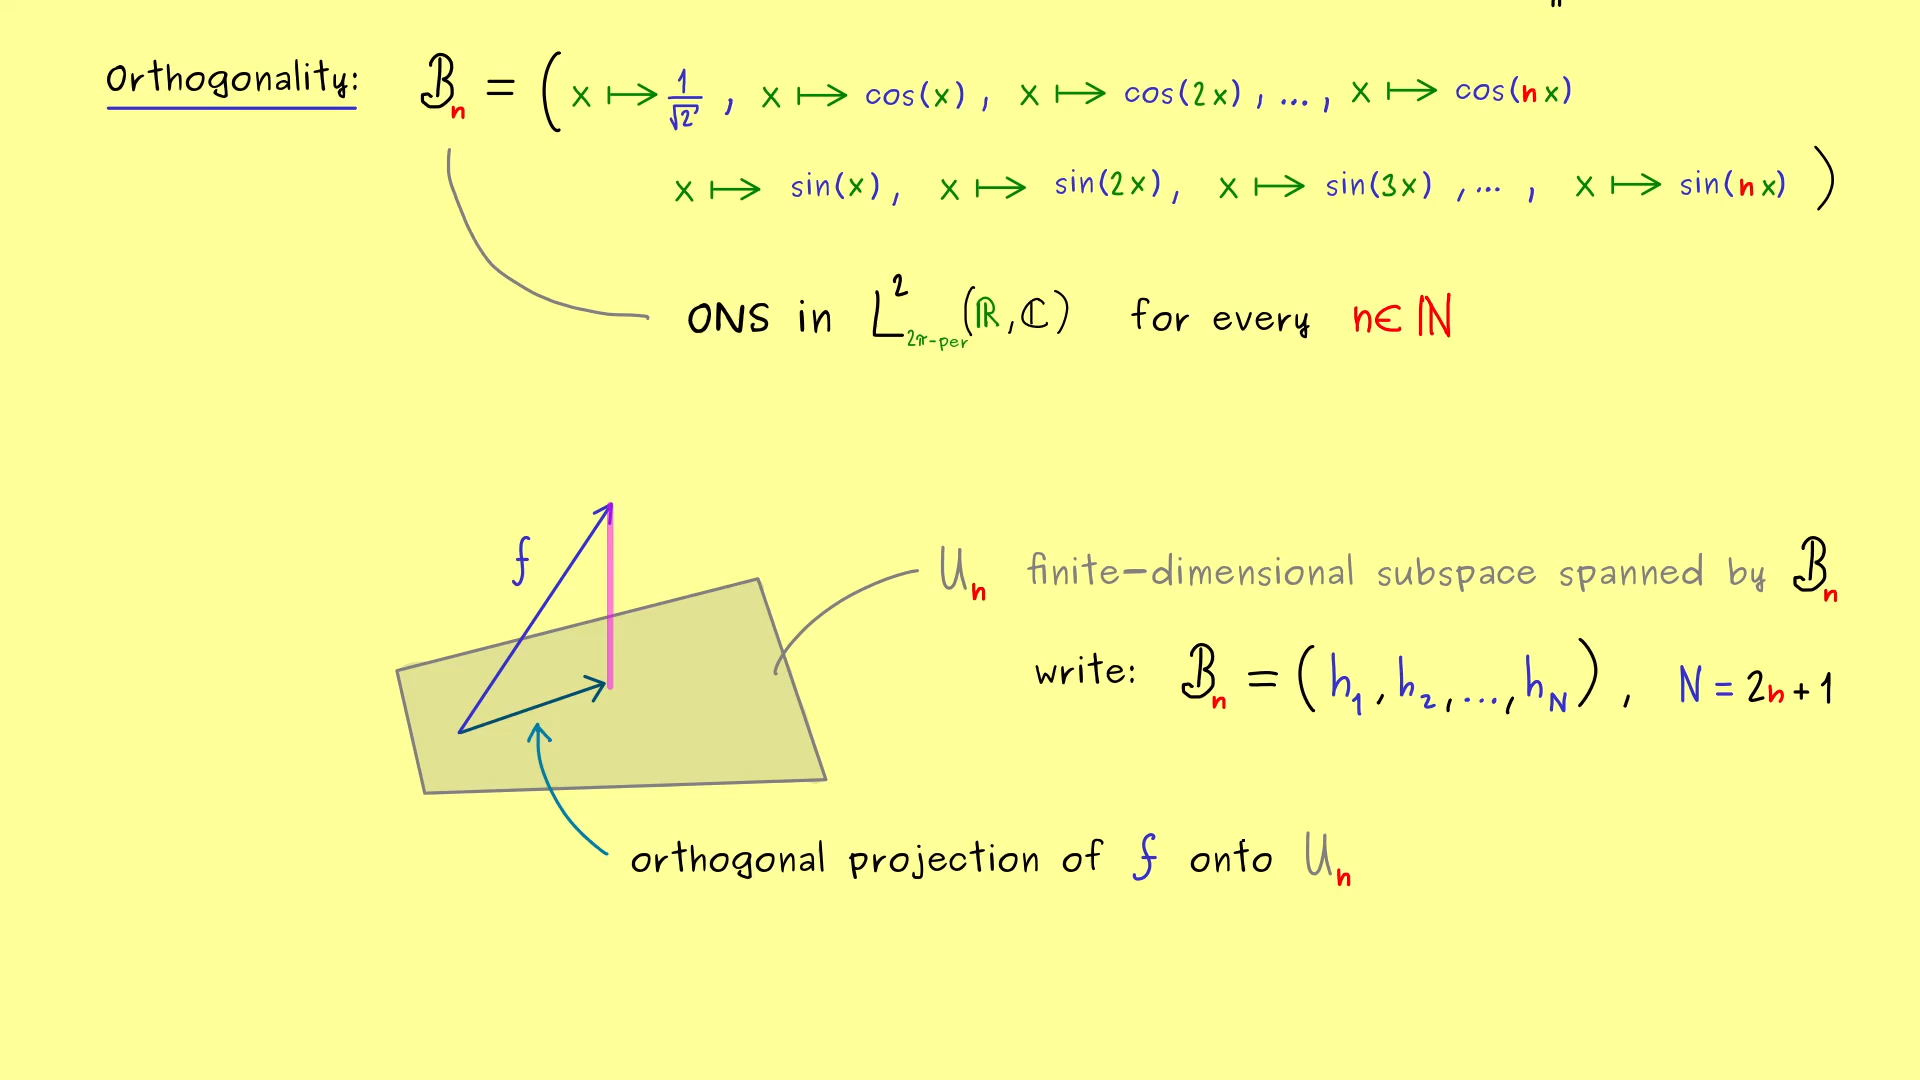 Orthogonality: ℬₙ = ( x ↦ 1/√2 , x ↦ cos(x) , x ↦ cos(2x) , ... , x ↦ cos(nx)
x ↦ sin(x) , x ↦ sin(2x) , x ↦ sin(3x) , ... , x ↦ sin(nx) )
ONS in L²_{2π-per}(ℝ, ℂ) for every n∈ℕ
f
Uₙ finite-dimensional subspace spanned by ℬₙ
write: ℬₙ = (h₁, h₂, ..., h_N) , N = 2n+1
orthogonal projection of f onto Uₙ